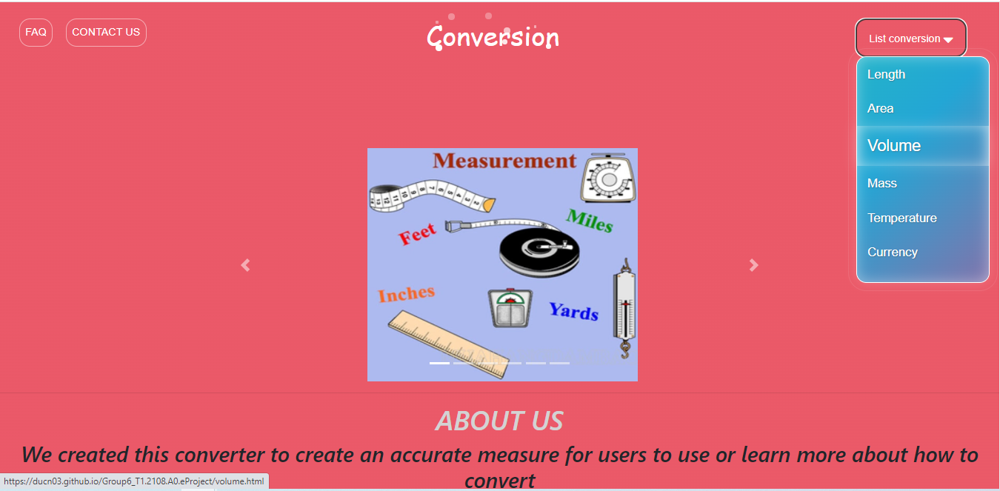 FAQ
CONTACT US
Conversion
List conversion
Length
Area
Volume
Mass
Temperature
Currency
Measurement
Feet
Miles
Inches
Yards
ABOUT US
We created this converter to create an accurate measure for users to use or learn more about how to
convert
https://ducn03.github.io/Group6_T1.2108.A0.eProject/volume.html